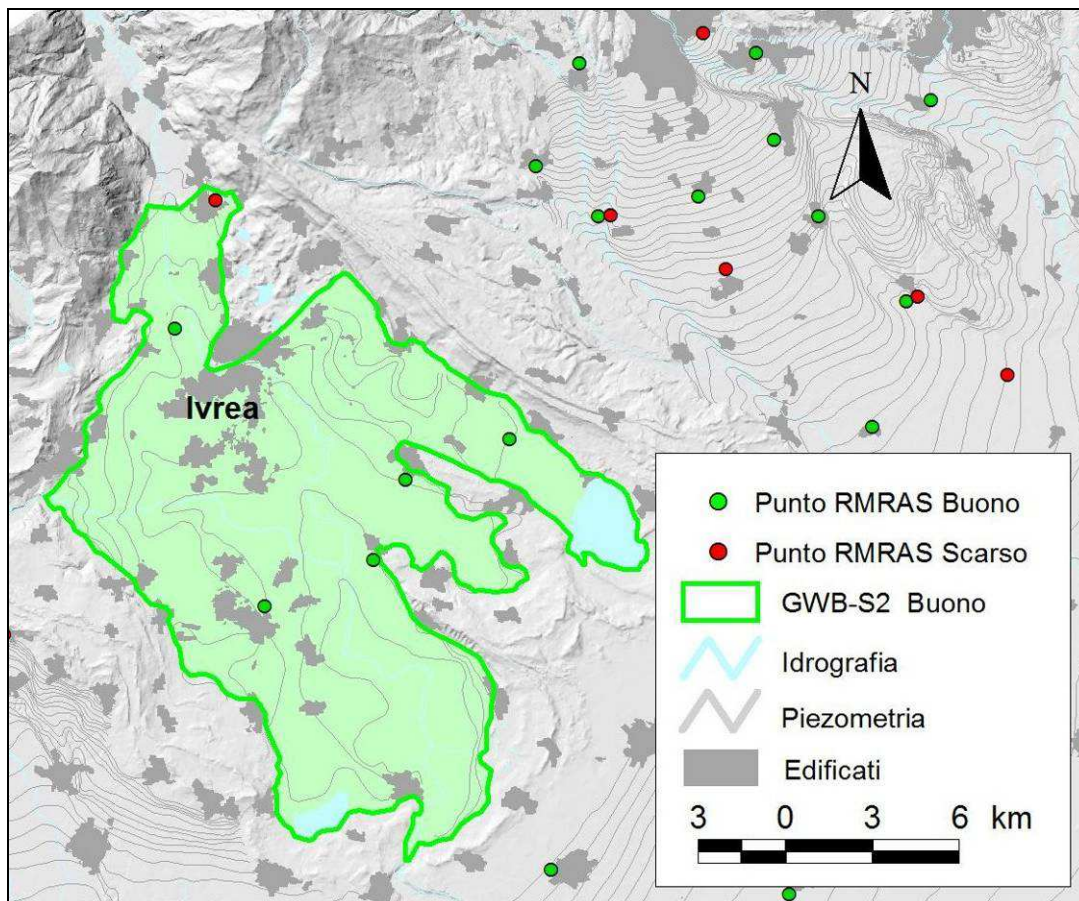 N
Ivrea
Punto RMRAS Buono
Punto RMRAS Scarso
GWB-S2 Buono
Idrografia
Piezometria
Edificati
3 0 3 6 km